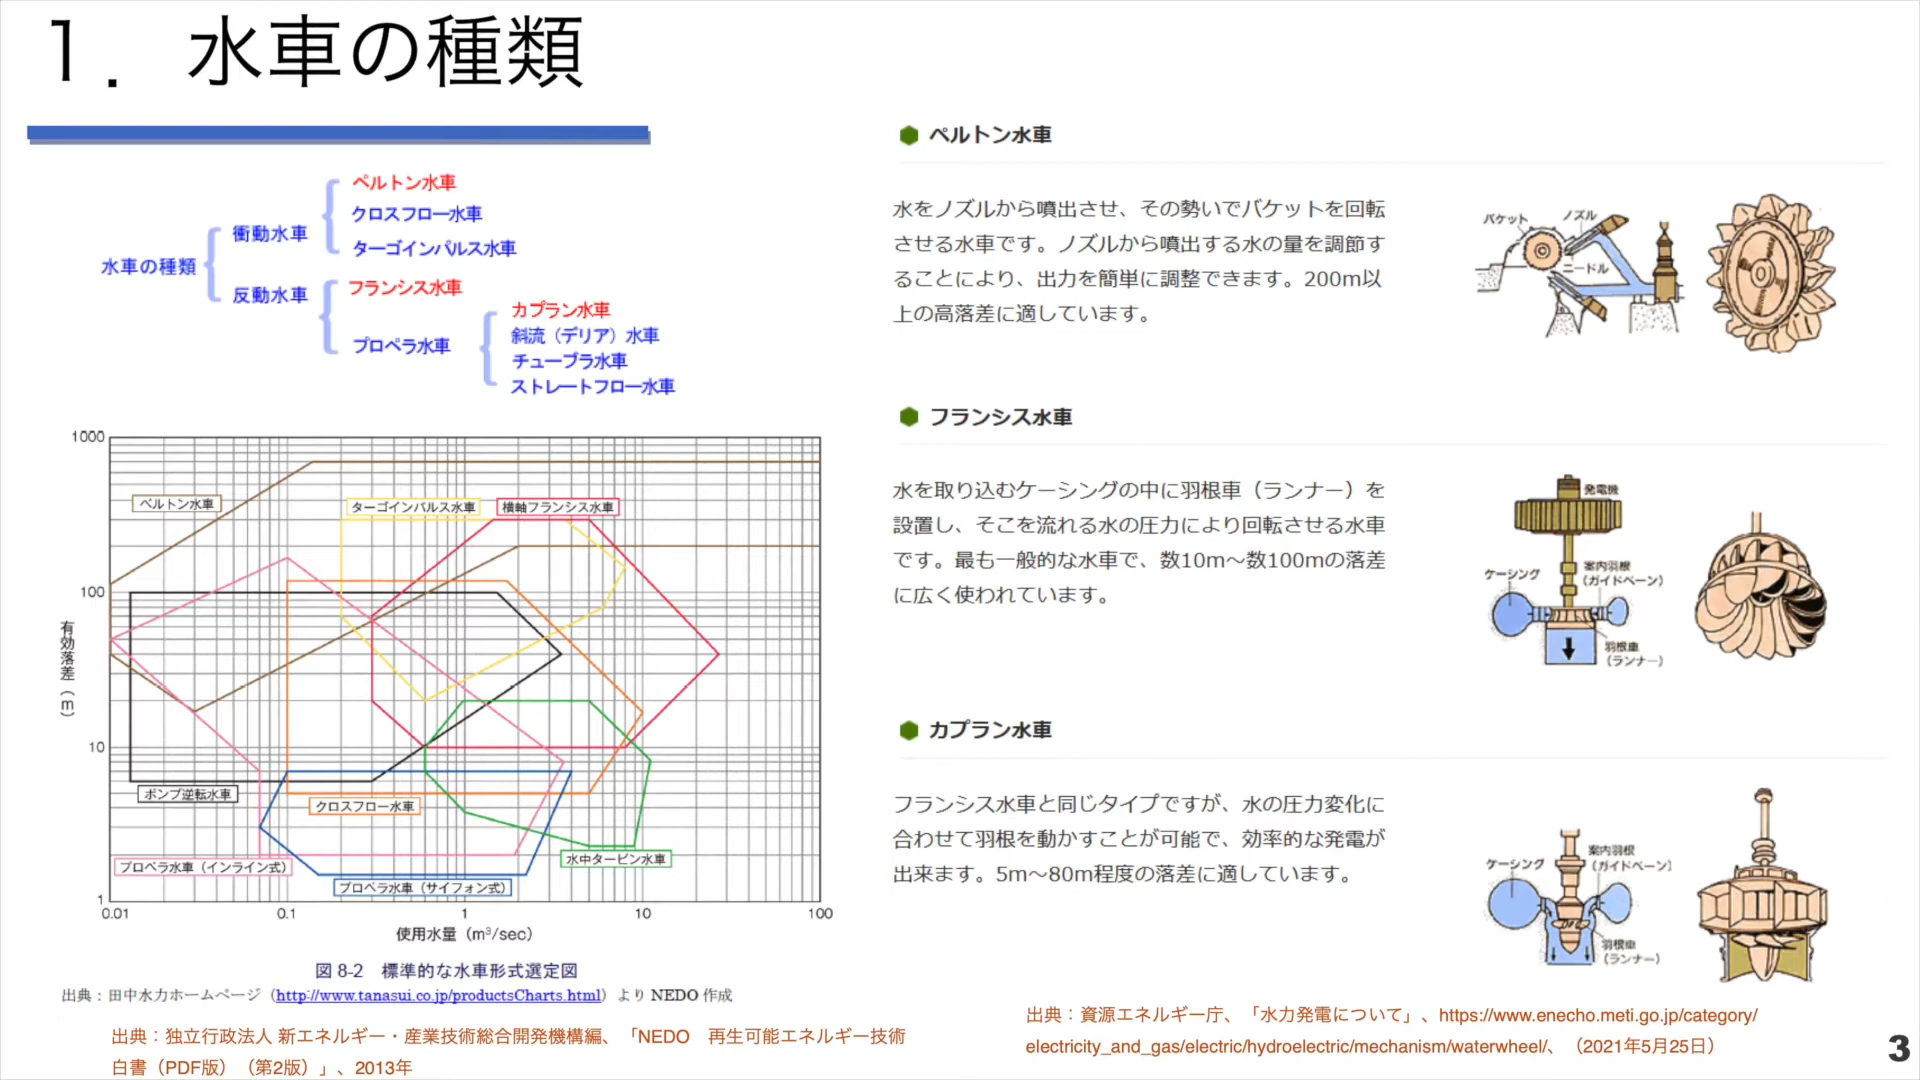 1．水車の種類
水車の種類
衝動水車
ペルトン水車
クロスフロー水車
ターゴインパルス水車
反動水車
フランシス水車
プロペラ水車
カプラン水車
斜流（デリア）水車
チューブラ水車
ストレートフロー水車
1000
100
10
1
有効落差（m）
ペルトン水車
ターゴインパルス水車
横軸フランシス水車
ポンプ逆転水車
クロスフロー水車
水中タービン水車
プロペラ水車（インライン式）
プロペラ水車（サイフォン式）
0.01
0.1
1
10
100
使用水量（m³/sec）
図 8-2　標準的な水車形式選定図
出典：田中水力ホームページ（http://www.tanasui.co.jp/productsCharts.html）より NEDO 作成
出典：独立行政法人 新エネルギー・産業技術総合開発機構編、「NEDO　再生可能エネルギー技術
白書（PDF版）（第2版）」、2013年
ペルトン水車
水をノズルから噴出させ、その勢いでバケットを回転
させる水車です。ノズルから噴出する水の量を調節す
ることにより、出力を簡単に調整できます。200m以
上の高落差に適しています。
バケット
ノズル
ニードル
フランシス水車
水を取り込むケーシングの中に羽根車（ランナー）を
設置し、そこを流れる水の圧力により回転させる水車
です。最も一般的な水車で、数10m～数100mの落差
に広く使われています。
発電機
ケーシング
案内羽根
（ガイドベーン）
羽根車
（ランナー）
カプラン水車
フランシス水車と同じタイプですが、水の圧力変化に
合わせて羽根を動かすことが可能で、効率的な発電が
出来ます。5m～80m程度の落差に適しています。
ケーシング
案内羽根
（ガイドベーン）
羽根車
（ランナー）
出典：資源エネルギー庁、「水力発電について」、https://www.enecho.meti.go.jp/category/
electricity_and_gas/electric/hydroelectric/mechanism/waterwheel/、（2021年5月25日）
3